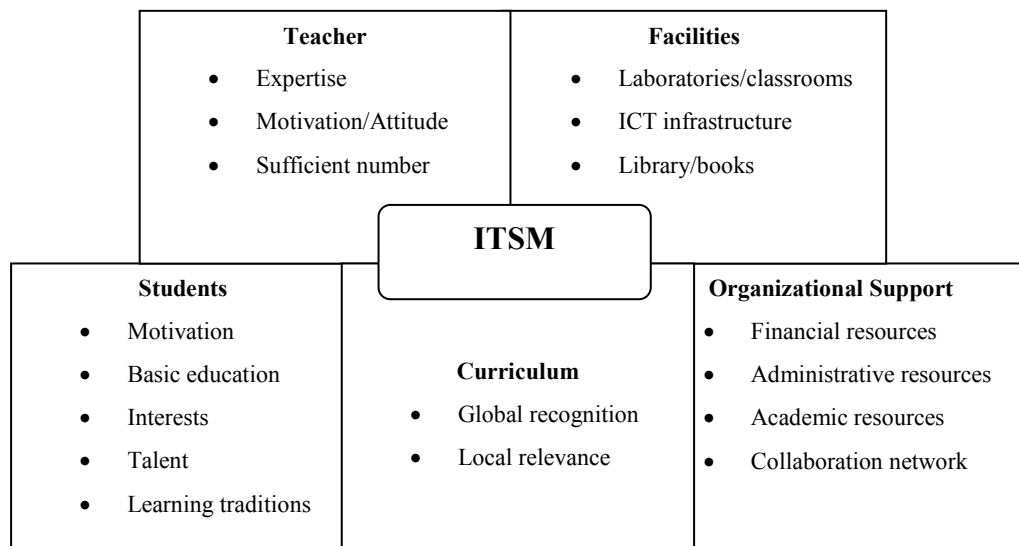 Teacher
• Expertise
• Motivation/Attitude
• Sufficient number
Facilities
• Laboratories/classrooms
• ICT infrastructure
• Library/books
ITSM
Students
• Motivation
• Basic education
• Interests
• Talent
• Learning traditions
Curriculum
• Global recognition
• Local relevance
Organizational Support
• Financial resources
• Administrative resources
• Academic resources
• Collaboration network